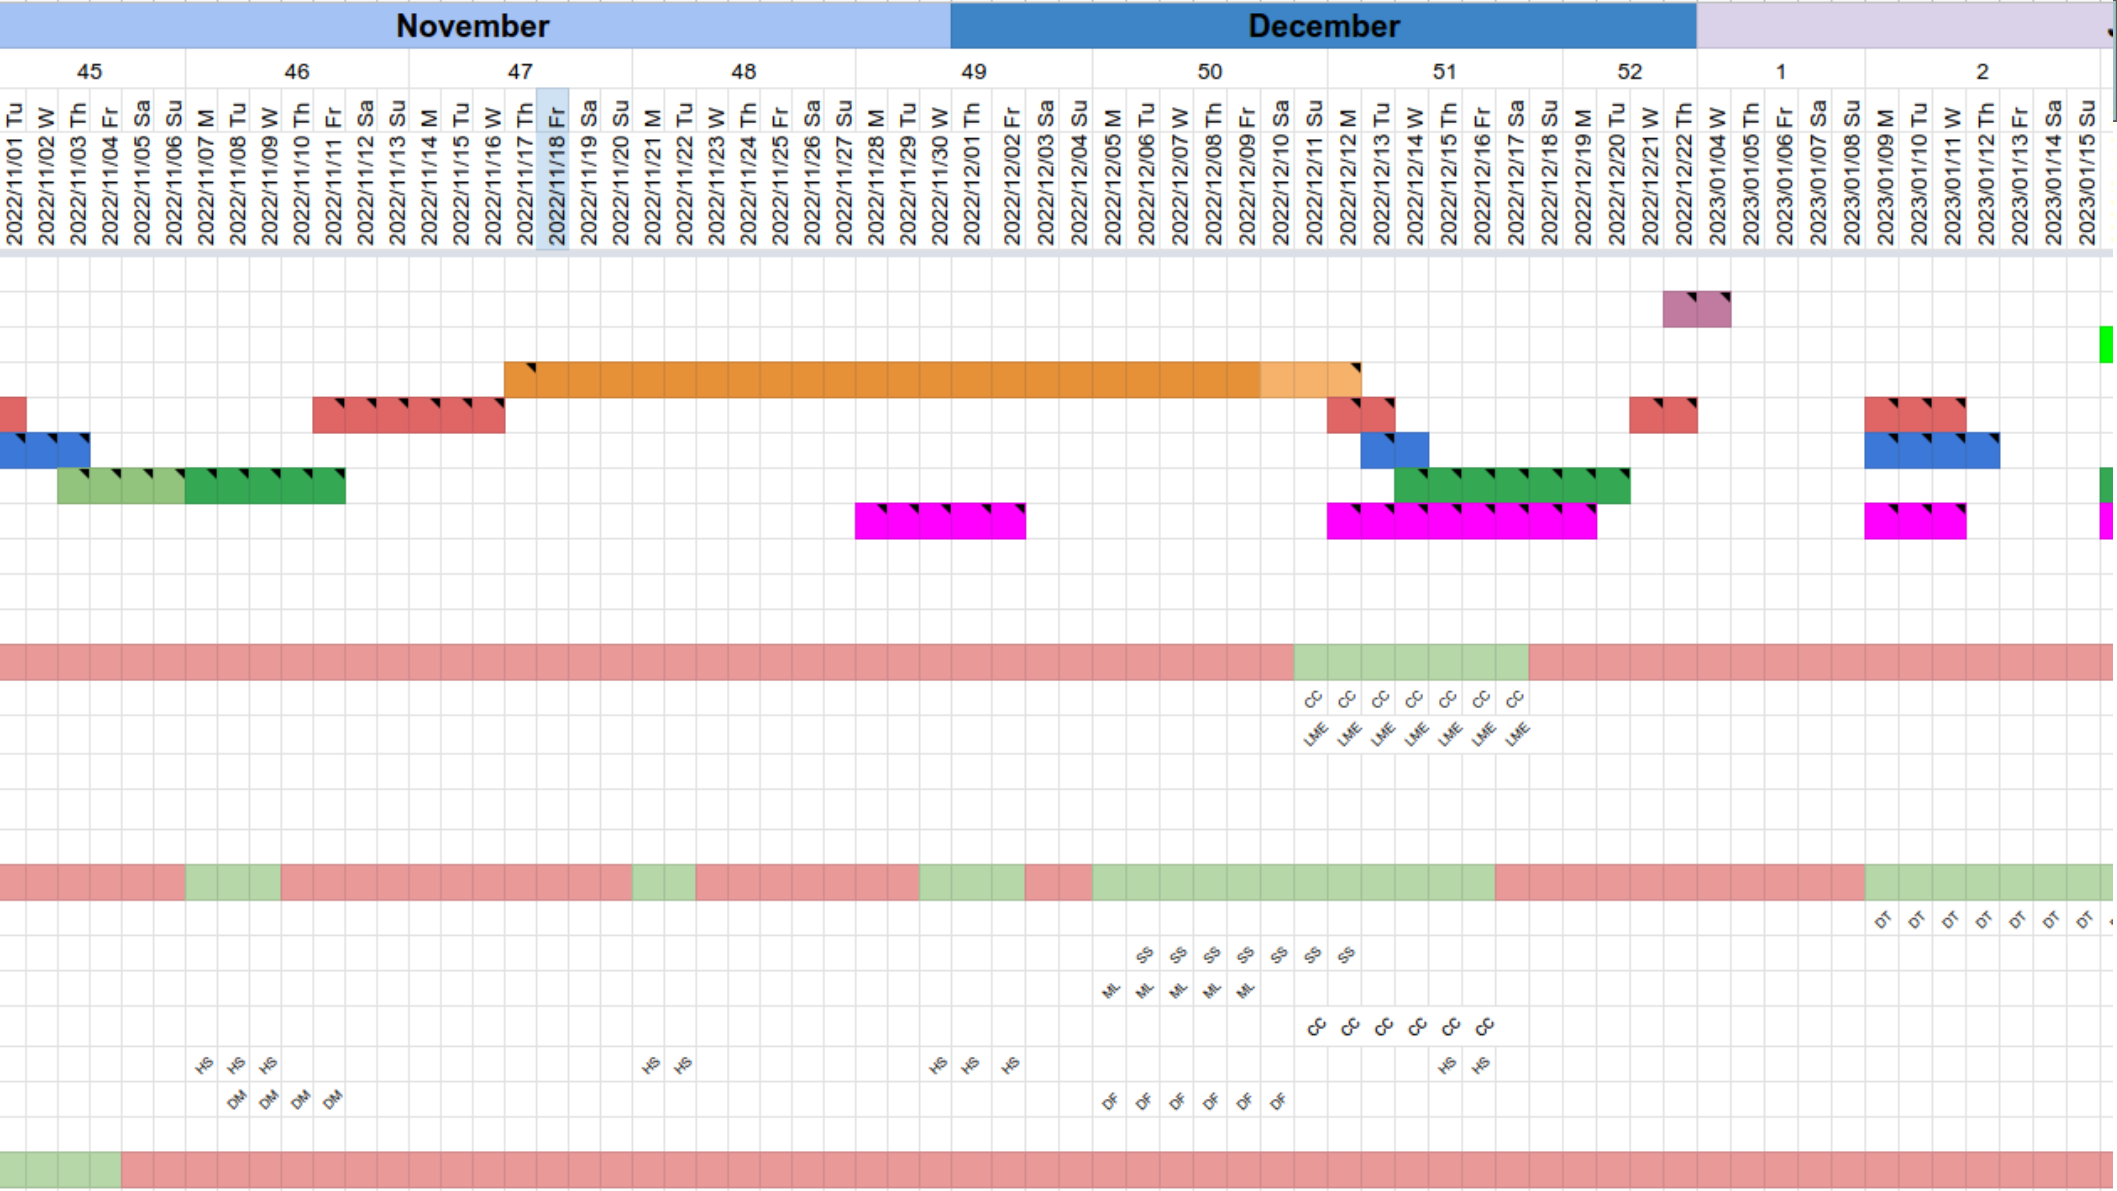 November December
45 46 47 48 49 50 51 52 1 2
Tu W Th Fr Sa Su M Tu W Th Fr Sa Su M Tu W Th Fr Sa Su M Tu W Th Fr Sa Su M Tu W Th Fr Sa Su M Tu W Th Fr Sa Su M Tu W Th Fr Sa Su M Tu W Th W Th Fr Sa Su M Tu W Th Fr Sa Su
2022/11/01 2022/11/02 2022/11/03 2022/11/04 2022/11/05 2022/11/06 2022/11/07 2022/11/08 2022/11/09 2022/11/10 2022/11/11 2022/11/12 2022/11/13 2022/11/14 2022/11/15 2022/11/16 2022/11/17 2022/11/18 2022/11/19 2022/11/20 2022/11/21 2022/11/22 2022/11/23 2022/11/24 2022/11/25 2022/11/26 2022/11/27 2022/11/28 2022/11/29 2022/11/30 2022/12/01 2022/12/02 2022/12/03 2022/12/04 2022/12/05 2022/12/06 2022/12/07 2022/12/08 2022/12/09 2022/12/10 2022/12/11 2022/12/12 2022/12/13 2022/12/14 2022/12/15 2022/12/16 2022/12/17 2022/12/18 2022/12/19 2022/12/20 2022/12/21 2022/12/22 2023/01/04 2023/01/05 2023/01/06 2023/01/07 2023/01/08 2023/01/09 2023/01/10 2023/01/11 2023/01/12 2023/01/13 2023/01/14 2023/01/15
CC CC CC CC CC CC CC
LME LME LME LME LME LME LME
DT DT DT DT DT DT DT
SS SS SS SS SS SS SS
ML ML ML ML ML
CC CC CC CC CC CC
HS HS HS HS HS HS HS HS HS HS
DM DM DM DM DF DF DF DF DF DF